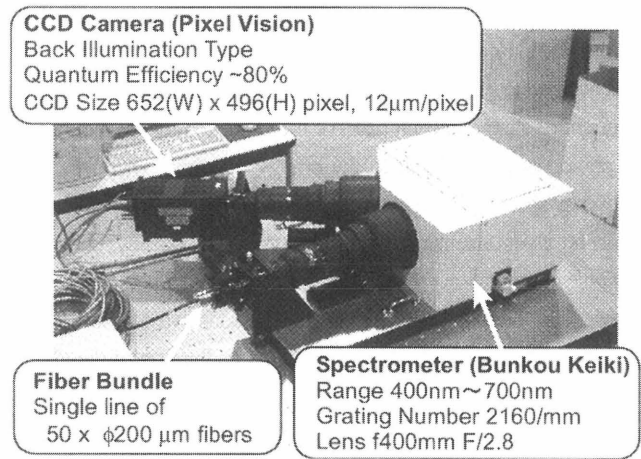 CCD Camera (Pixel Vision)
Back Illumination Type
Quantum Efficiency ~80%
CCD Size 652(W) x 496(H) pixel, 12μm/pixel
Fiber Bundle
Single line of
50 x ϕ200 μm fibers
Spectrometer (Bunkou Keiki)
Range 400nm～700nm
Grating Number 2160/mm
Lens f400mm F/2.8